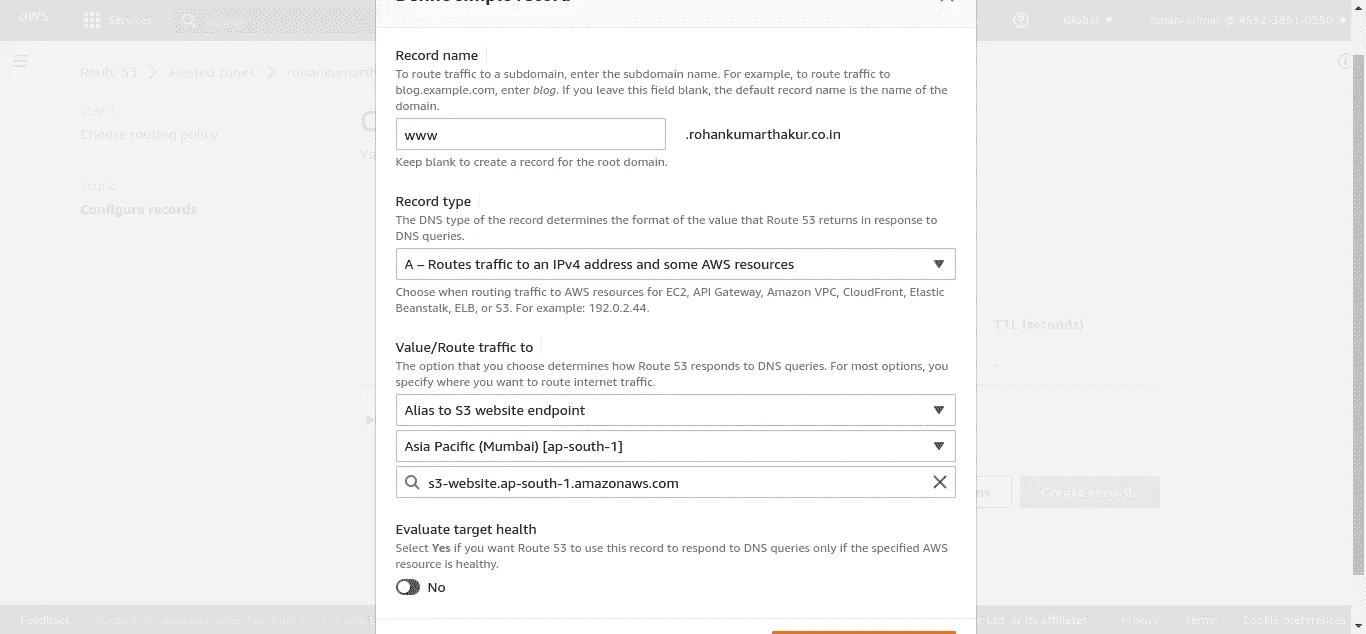 aws
Services
Global
rohan-admin @ 4552-3851-0550
Route 53
Hosted zones
Step 1
Choose routing policy
Step 2
Configure records
Record name
To route traffic to a subdomain, enter the subdomain name. For example, to route traffic to
blog.example.com, enter blog. If you leave this field blank, the default record name is the name of the
domain.
www
.rohankumarthakur.co.in
Keep blank to create a record for the root domain.
Record type
The DNS type of the record determines the format of the value that Route 53 returns in response to
DNS queries.
A – Routes traffic to an IPv4 address and some AWS resources
Choose when routing traffic to AWS resources for EC2, API Gateway, Amazon VPC, CloudFront, Elastic
Beanstalk, ELB, or S3. For example: 192.0.2.44.
TTL (seconds)
-
Value/Route traffic to
The option that you choose determines how Route 53 responds to DNS queries. For most options, you
specify where you want to route internet traffic.
Alias to S3 website endpoint
Asia Pacific (Mumbai) [ap-south-1]
s3-website.ap-south-1.amazonaws.com
Create records
Evaluate target health
Select Yes if you want Route 53 to use this record to respond to DNS queries only if the specified AWS
resource is healthy.
No
Feedback
Ltd. or its affiliates.
Privacy
Terms
Cookie preferences